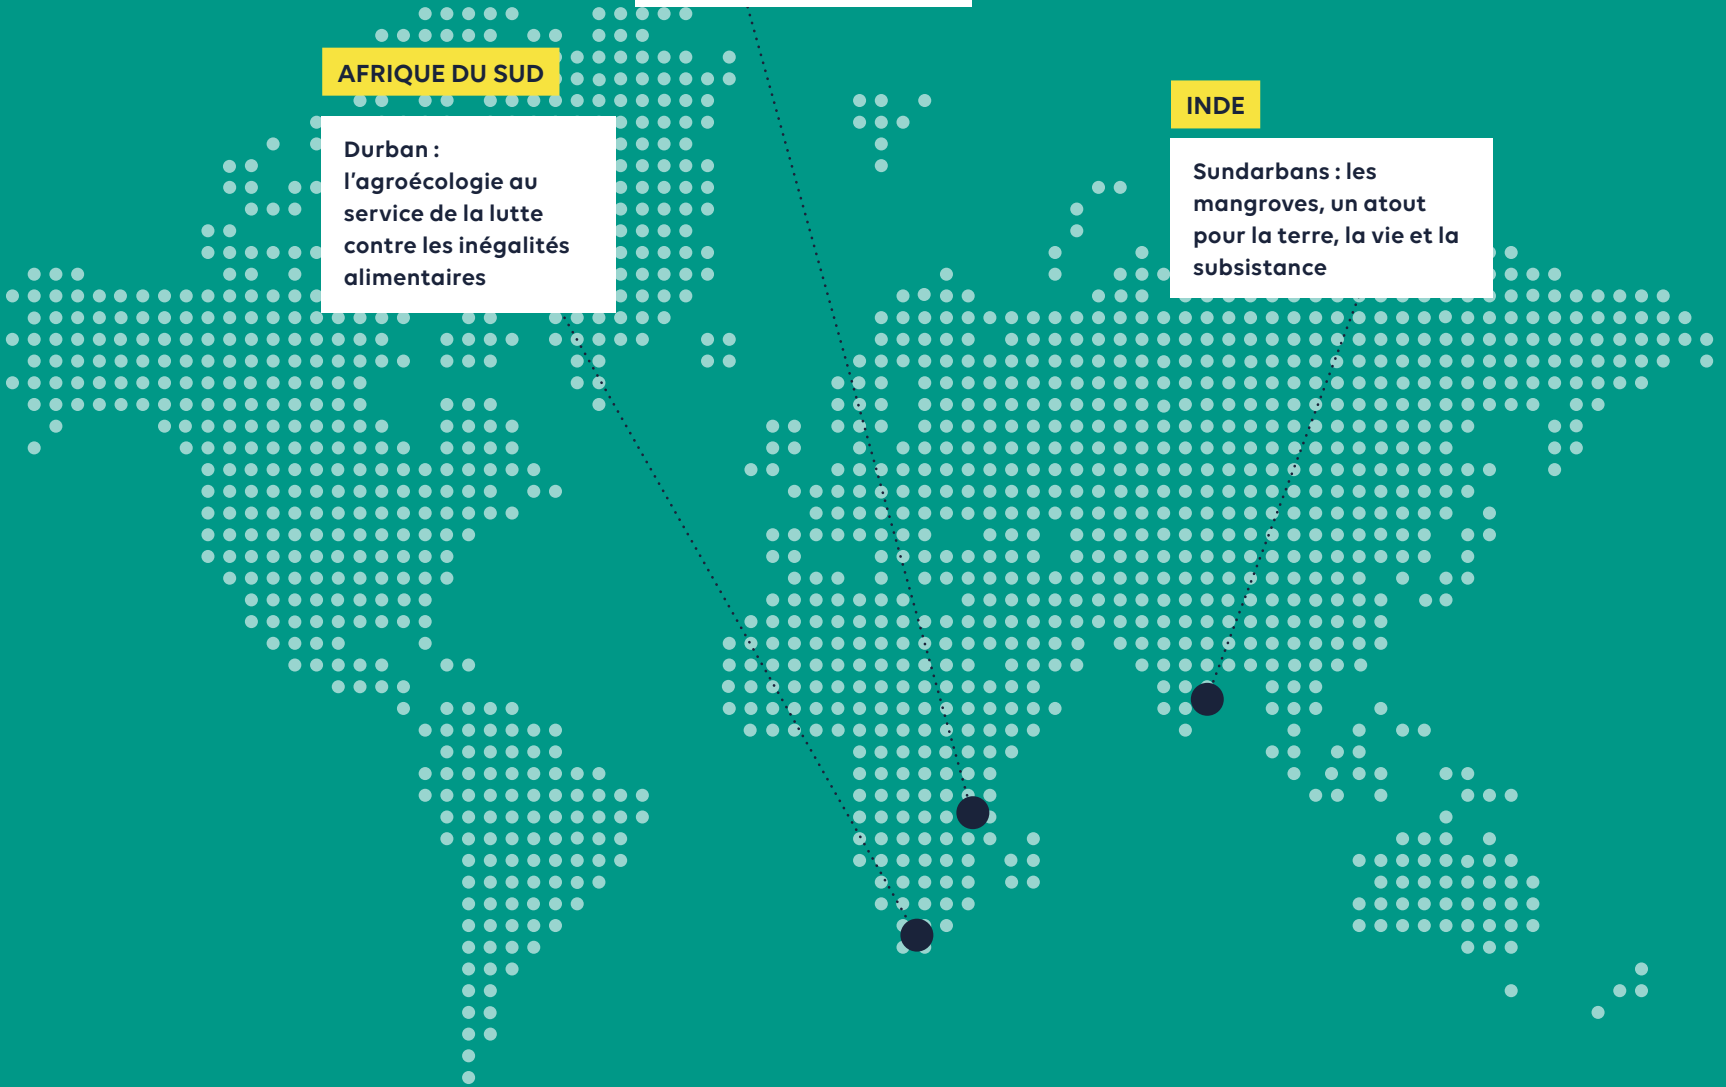 AFRIQUE DU SUD
Durban :
l’agroécologie au
service de la lutte
contre les inégalités
alimentaires
INDE
Sundarbans : les
mangroves, un atout
pour la terre, la vie et la
subsistance